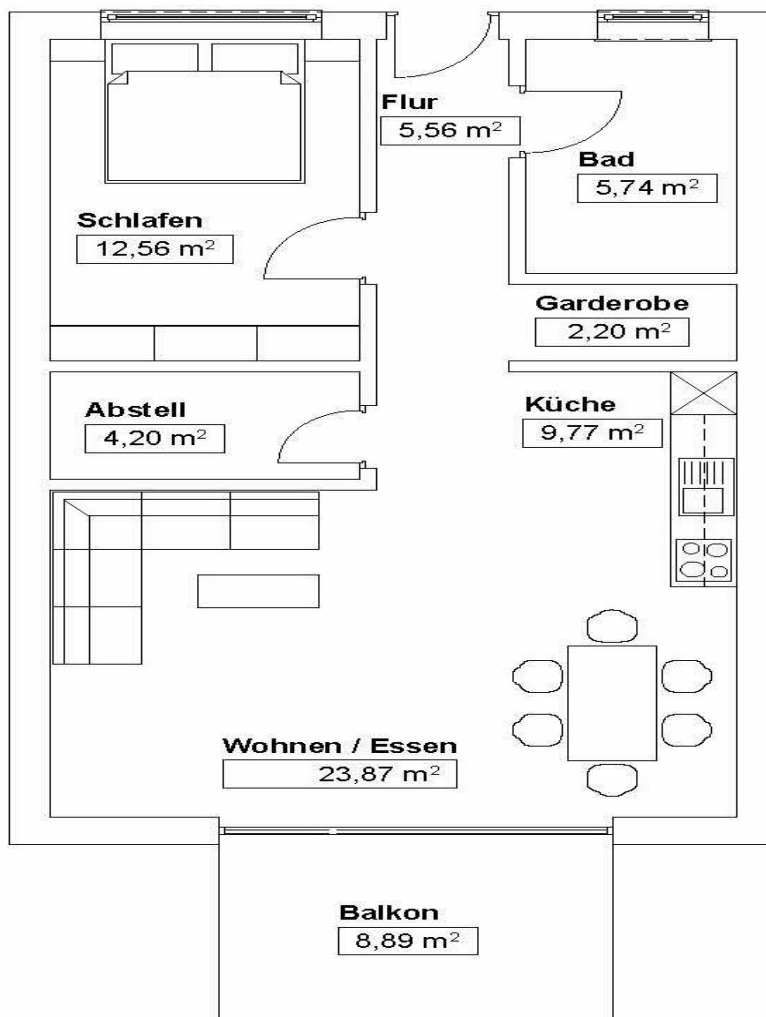 Flur
5,56 m²
Bad
5,74 m²
Schlafen
12,56 m²
Garderobe
2,20 m²
Abstell
4,20 m²
Küche
9,77 m²
Wohnen / Essen
23,87 m²
Balkon
8,89 m²